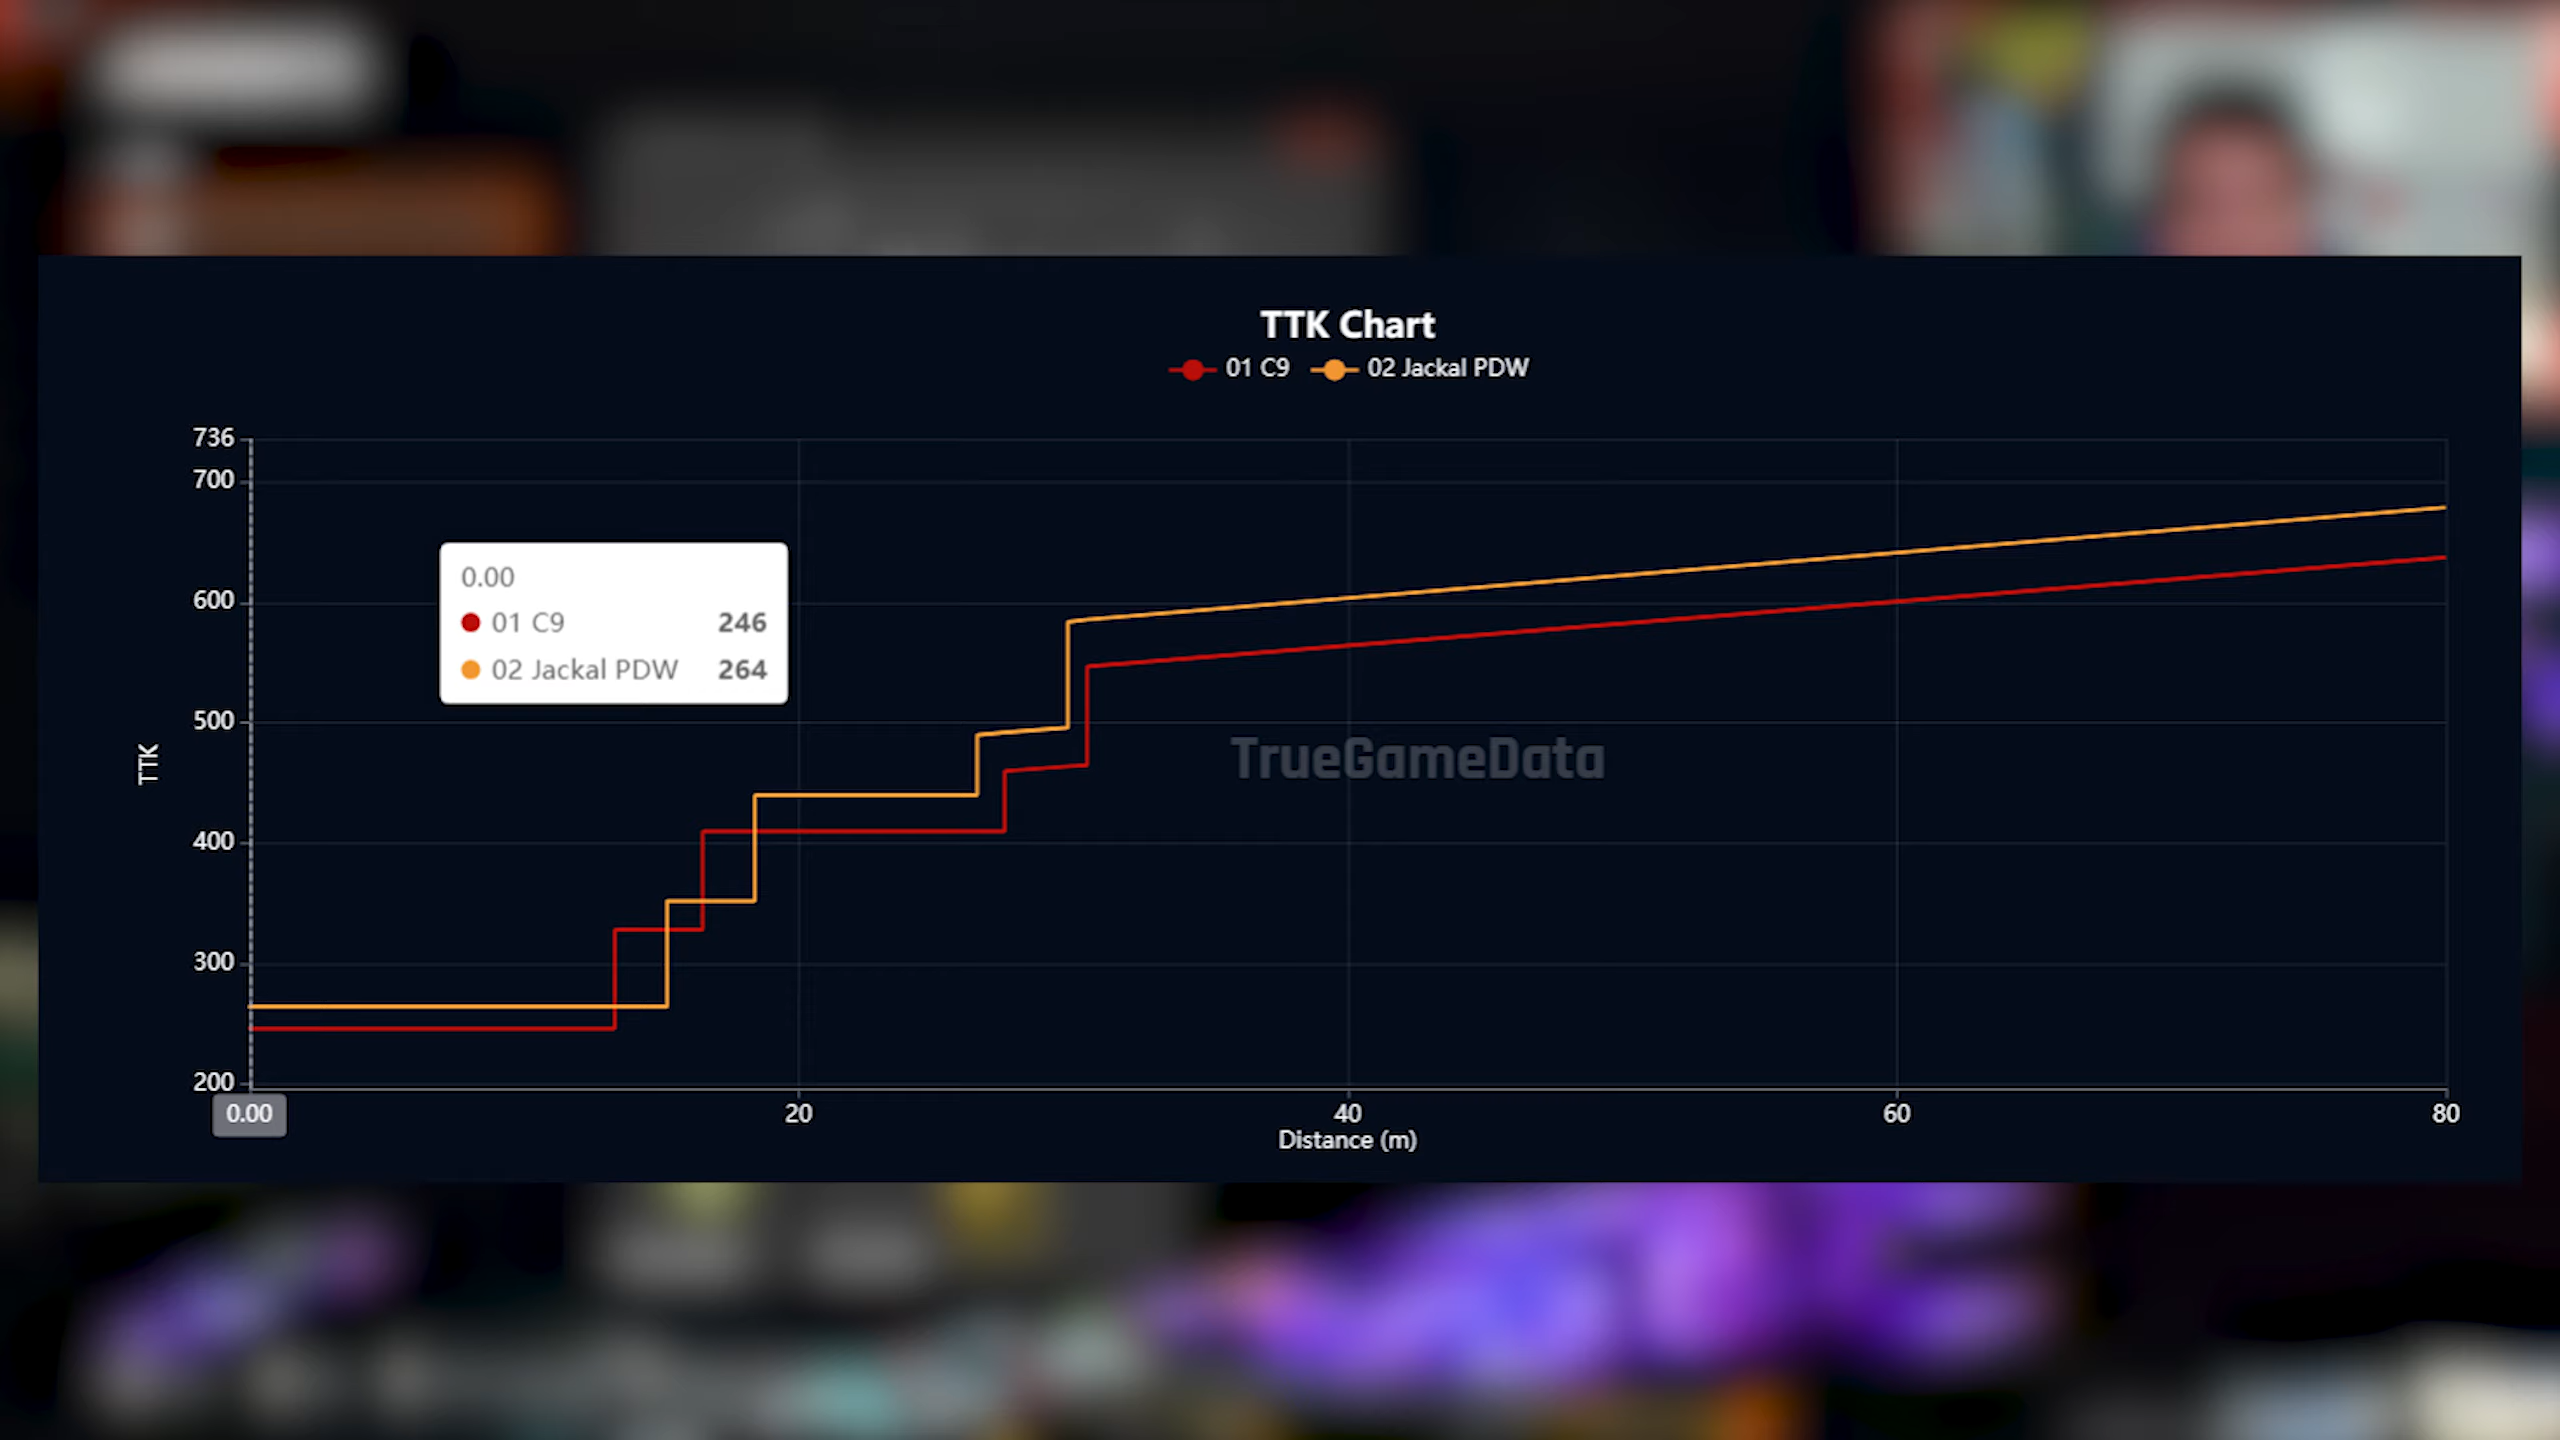 TTK Chart
01 C9 02 Jackal PDW
736
700
600
500
400
300
200
TTK
0.00
01 C9 246
02 Jackal PDW 264
TrueGameData
0.00 20 40 60 80
Distance (m)